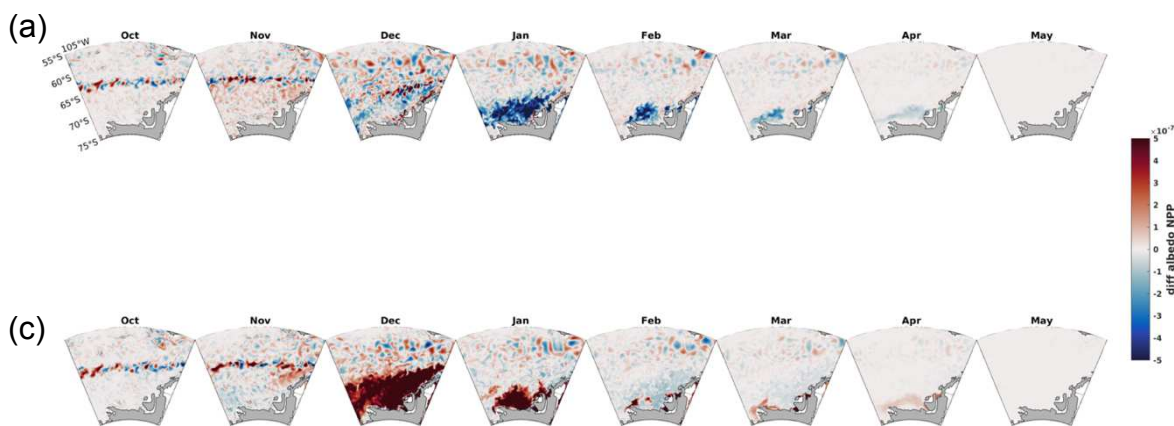 (a)
Oct Nov Dec Jan Feb Mar Apr May
105°W
55°S
60°S
65°S
70°S
75°S
×10⁻⁷
5
4
3
2
1
0
-1
-2
-3
-4
-5
diff albedo NPP
(c)
Oct Nov Dec Jan Feb Mar Apr May